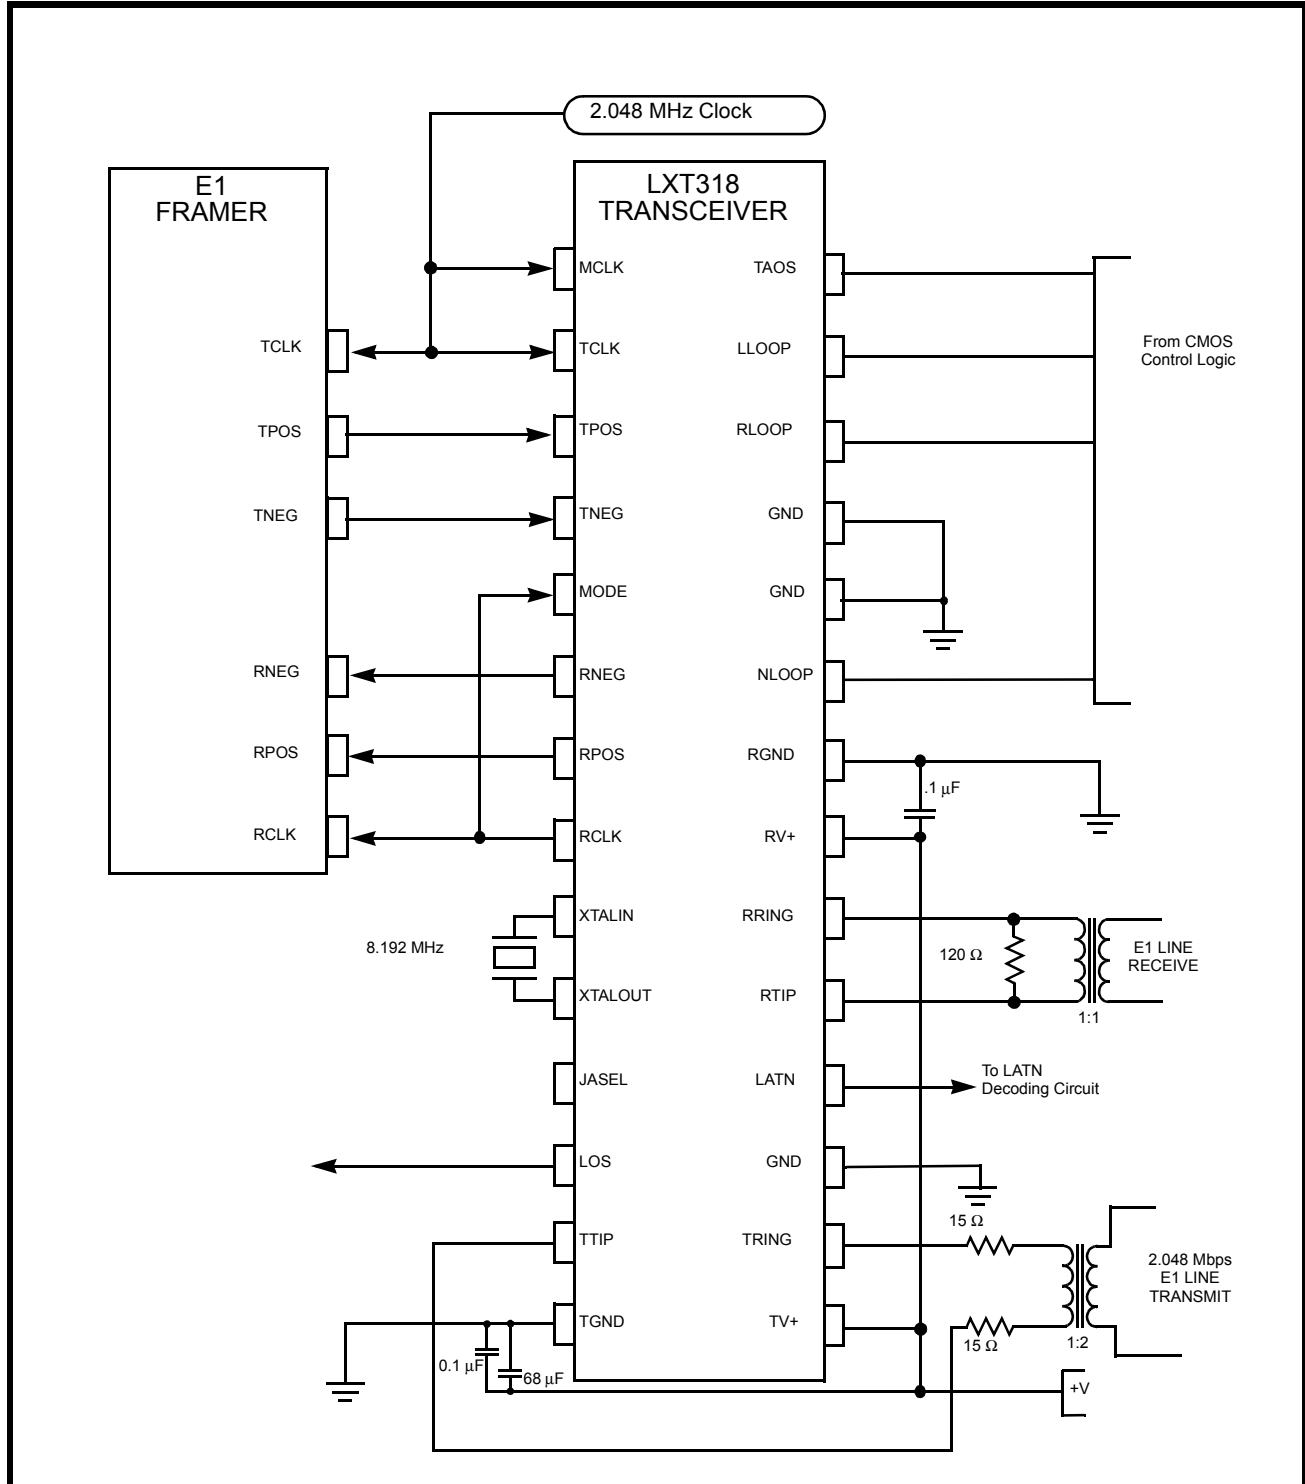 2.048 MHz Clock
E1
FRAMER
LXT318
TRANSCEIVER
MCLK
TAOS
TCLK
TCLK
LLOOP
From CMOS
Control Logic
TPOS
TPOS
RLOOP
TNEG
TNEG
GND
MODE
GND
RNEG
RNEG
NLOOP
RPOS
RPOS
RGND
.1 µF
RCLK
RCLK
RV+
XTALIN
RRING
8.192 MHz
120 Ω
E1 LINE
RECEIVE
XTALOUT
RTIP
1:1
JASEL
LATN
To LATN
Decoding Circuit
LOS
GND
15 Ω
TTIP
TRING
2.048 Mbps
E1 LINE
TRANSMIT
TGND
TV+
15 Ω
1:2
0.1 µF
68 µF
+V